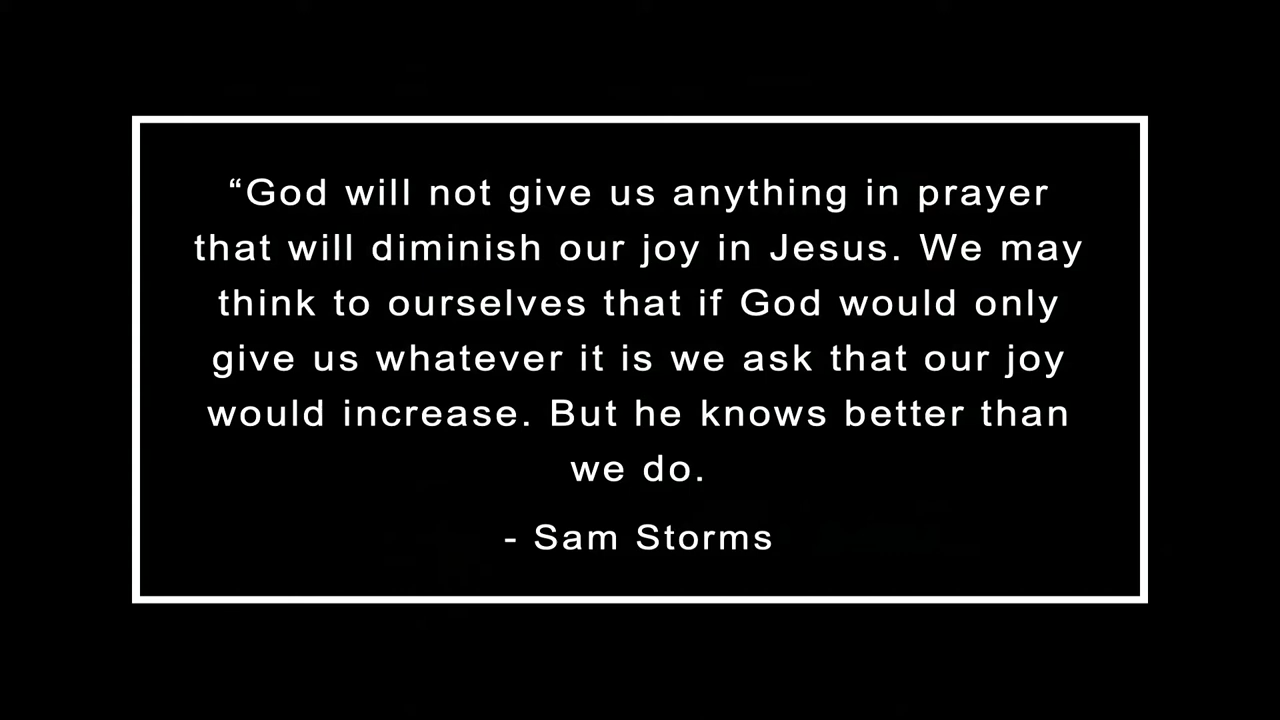 “God will not give us anything in prayer
that will diminish our joy in Jesus. We may
think to ourselves that if God would only
give us whatever it is we ask that our joy
would increase. But he knows better than
we do.
- Sam Storms